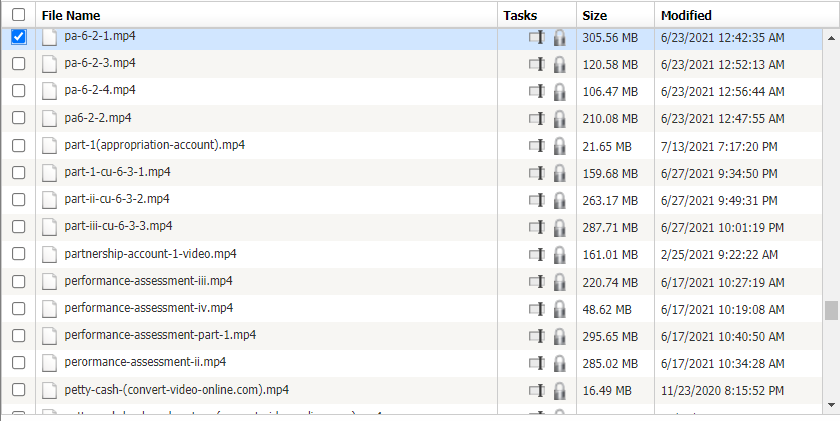 File Name Tasks Size Modified
pa-6-2-1.mp4 305.56 MB 6/23/2021 12:42:35 AM
pa-6-2-3.mp4 120.58 MB 6/23/2021 12:52:13 AM
pa-6-2-4.mp4 106.47 MB 6/23/2021 12:56:44 AM
pa6-2-2.mp4 210.08 MB 6/23/2021 12:47:55 AM
part-1(appropriation-account).mp4 21.65 MB 7/13/2021 7:17:20 PM
part-1-cu-6-3-1.mp4 159.68 MB 6/27/2021 9:34:50 PM
part-ii-cu-6-3-2.mp4 263.17 MB 6/27/2021 9:49:31 PM
part-iii-cu-6-3-3.mp4 287.71 MB 6/27/2021 10:01:19 PM
partnership-account-1-video.mp4 161.01 MB 2/25/2021 9:22:22 AM
performance-assessment-iii.mp4 220.74 MB 6/17/2021 10:27:19 AM
performance-assessment-iv.mp4 48.62 MB 6/17/2021 10:19:08 AM
performance-assessment-part-1.mp4 295.65 MB 6/17/2021 10:40:50 AM
perormance-assessment-ii.mp4 285.02 MB 6/17/2021 10:34:28 AM
petty-cash-(convert-video-online.com).mp4 16.49 MB 11/23/2020 8:15:52 PM